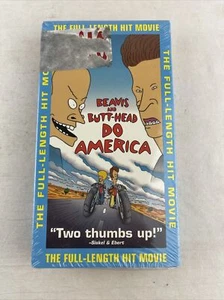 THE FULL-LENGTH HIT MOVIE
THE FULL-LENGTH HIT MOVIE
BEAVIS AND
BUTT-HEAD
DO
AMERICA
THE FULL-LENGTH HIT MOVIE
"Two thumbs up!"
-Siskel & Ebert
THE FULL-LENGTH HIT MOVIE